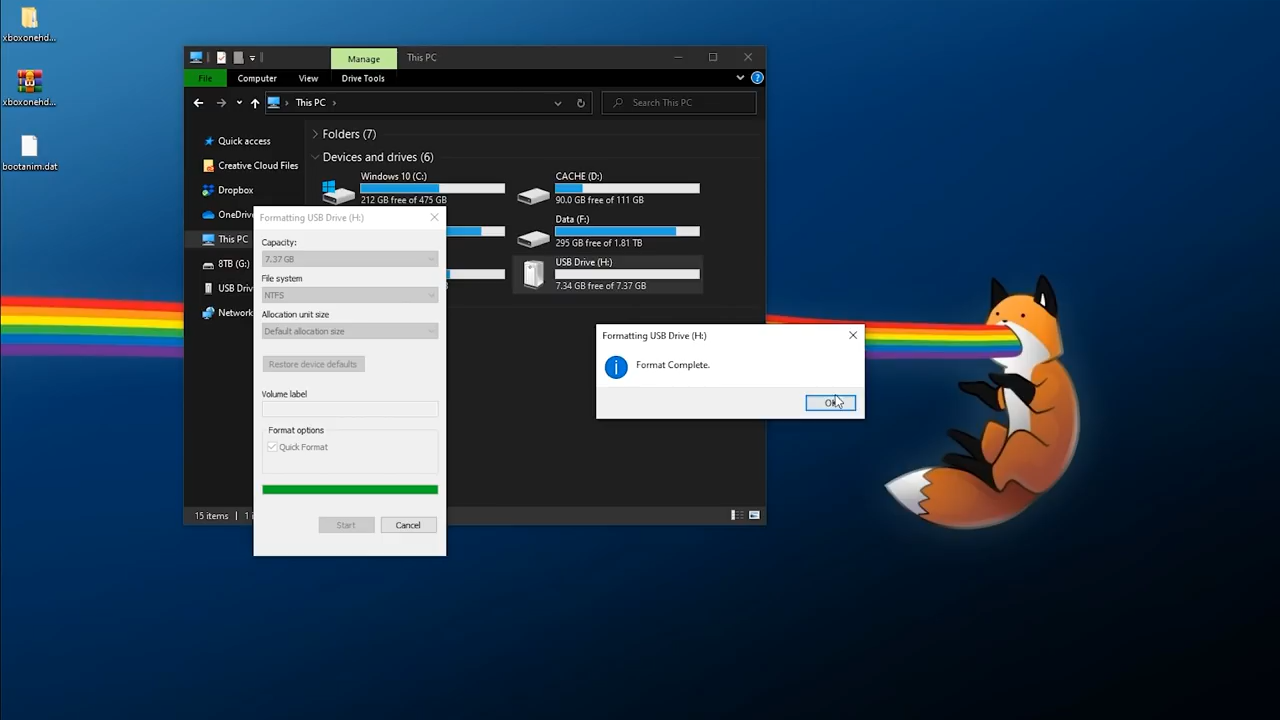 xboxonehd...
xboxonehd...
bootanim.dat
Manage
This PC
File
Computer
View
Drive Tools
This PC
Search This PC
Quick access
Creative Cloud Files
Dropbox
OneDrive
This PC
8TB (G:)
USB Driv
Network
Folders (7)
Devices and drives (6)
Windows 10 (C:)
212 GB free of 475 GB
CACHE (D:)
90.0 GB free of 111 GB
Data (F:)
295 GB free of 1.81 TB
USB Drive (H:)
7.34 GB free of 7.37 GB
15 items
Formatting USB Drive (H:)
Capacity:
7.37 GB
File system
NTFS
Allocation unit size
Default allocation size
Restore device defaults
Volume label
Format options
Quick Format
Start
Cancel
Formatting USB Drive (H:)
Format Complete.
OK